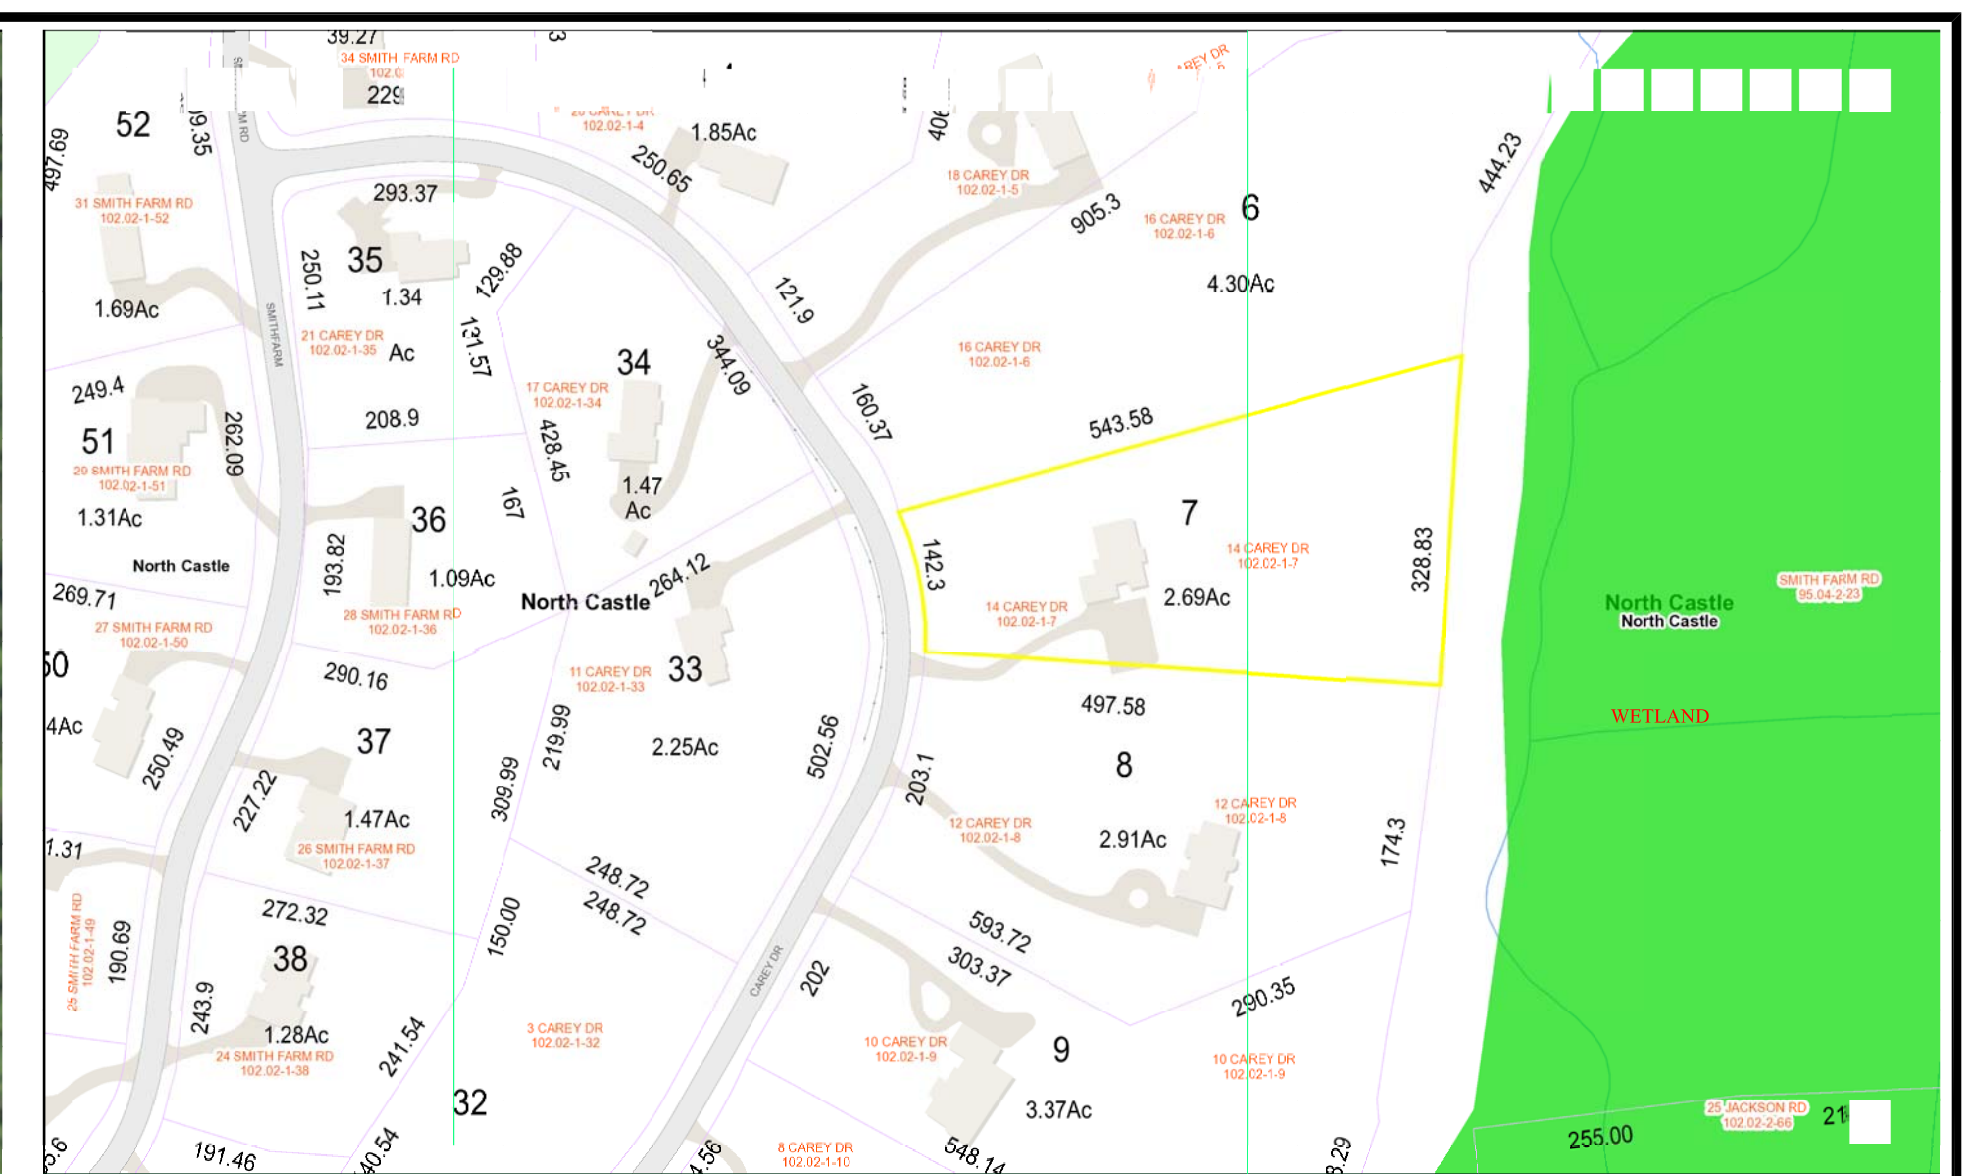 39.27
34 SMITH FARM RD
229
52
497.69
31 SMITH FARM RD
102.02-1-52
1.69Ac
293.37
35
250.11
1.34
Ac
21 CAREY DR
102.02-1-35
129.88
131.57
208.9
102.02-1-4
1.85Ac
250.65
18 CAREY DR
102.02-1-5
905.3
6
16 CAREY DR
102.02-1-6
4.30Ac
444.23
121.9
16 CAREY DR
102.02-1-6
160.37
344.09
34
17 CAREY DR
102.02-1-34
428.45
1.47
Ac
SMITHFARM
249.4
51
262.09
29 SMITH FARM RD
102.02-1-51
1.31Ac
North Castle
36
167
193.82
1.09Ac
28 SMITH FARM RD
102.02-1-36
North Castle
264.12
543.58
7
142.3
14 CAREY DR
102.02-1-7
14 CAREY DR
102.02-1-7
2.69Ac
328.83
497.58
North Castle
North Castle
SMITH FARM RD
95.04-2-23
WETLAND
269.71
27 SMITH FARM RD
102.02-1-50
250.49
290.16
37
227.22
1.47Ac
26 SMITH FARM RD
102.02-1-37
11 CAREY DR
102.02-1-33
33
2.25Ac
219.99
309.99
502.56
203.1
8
12 CAREY DR
102.02-1-8
2.91Ac
12 CAREY DR
102.02-1-8
174.3
1.31
25 SMITH FARM RD
102.02-1-49
190.69
272.32
38
243.9
1.28Ac
24 SMITH FARM RD
102.02-1-38
248.72
248.72
150.00
241.54
3 CAREY DR
102.02-1-32
32
CAREY DR
202
593.72
303.37
290.35
10 CAREY DR
102.02-1-9
9
3.37Ac
10 CAREY DR
102.02-1-9
191.46
8 CAREY DR
102.02-1-10
548.14
255.00
25 JACKSON RD
102.02-2-66